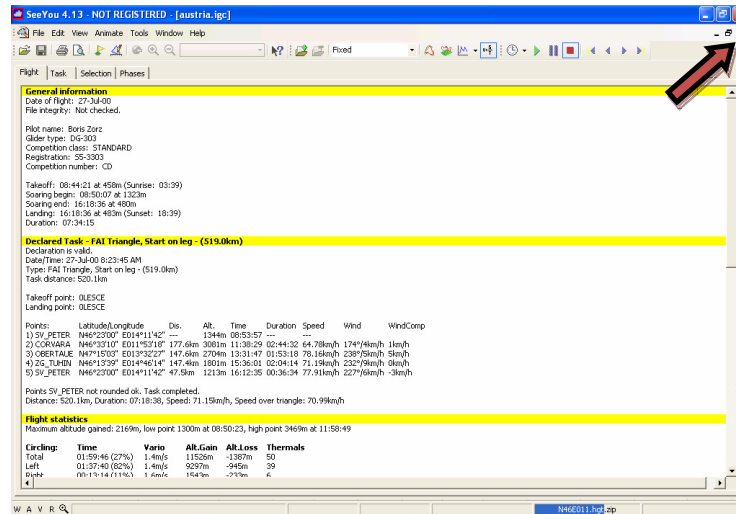 SeeYou 4.13 - NOT REGISTERED - [austria.igc]
File Edit View Animate Tools Window Help
Fixed
Flight Task Selection Phases
General information
Date of flight: 27-Jul-00
File integrity: Not checked.
Pilot name: Boris Zorz
Glider type: DG-303
Competition class: STANDARD
Registration: S5-3303
Competition number: CD
Takeoff: 08:44:21 at 458m (Sunrise: 03:39)
Soaring begin: 08:50:07 at 1323m
Soaring end: 16:18:36 at 480m
Landing: 16:18:36 at 483m (Sunset: 18:39)
Duration: 07:34:15
Declared Task - FAI Triangle, Start on leg - (519.0km)
Declaration is valid.
Date/Time: 27-Jul-00 8:23:45 AM
Type: FAI Triangle, Start on leg - (519.0km)
Task distance: 520.1km
Takeoff point: 0LESCE
Landing point: 0LESCE
Points: Latitude/Longitude Dis. Alt. Time Duration Speed Wind WindComp
1) SV_PETER N46°23'00" E014°11'42" --- 1344m 08:53:57 --- ---
2) CORVARA N46°33'10" E011°53'18" 177.6km 3081m 11:38:29 02:44:32 64.78km/h 174°/4km/h 1km/h
3) OBERTAUE N47°15'03" E013°32'27" 147.6km 2704m 13:31:47 01:53:18 78.16km/h 238°/5km/h 5km/h
4) ZG_TUHIN N46°13'39" E014°46'14" 147.4km 1801m 15:36:01 02:04:14 71.19km/h 232°/9km/h 0km/h
5) SV_PETER N46°23'00" E014°11'42" 47.5km 1213m 16:12:35 00:36:34 77.91km/h 227°/6km/h -3km/h
Points SV_PETER not rounded ok. Task completed.
Distance: 520.1km, Duration: 07:18:38, Speed: 71.15km/h, Speed over triangle: 70.99km/h
Flight statistics
Maximum altitude gained: 2169m, low point 1300m at 08:50:23, high point 3469m at 11:58:49
Circling: Time Vario Alt.Gain Alt.Loss Thermals
Total 01:59:46 (27%) 1.4m/s 11526m -1387m 50
Left 01:37:40 (82%) 1.4m/s 9297m -945m 39
Right 00:13:14 (11%) 1.6m/s 1543m -233m 6
W A V R N46E011.hgt.zip